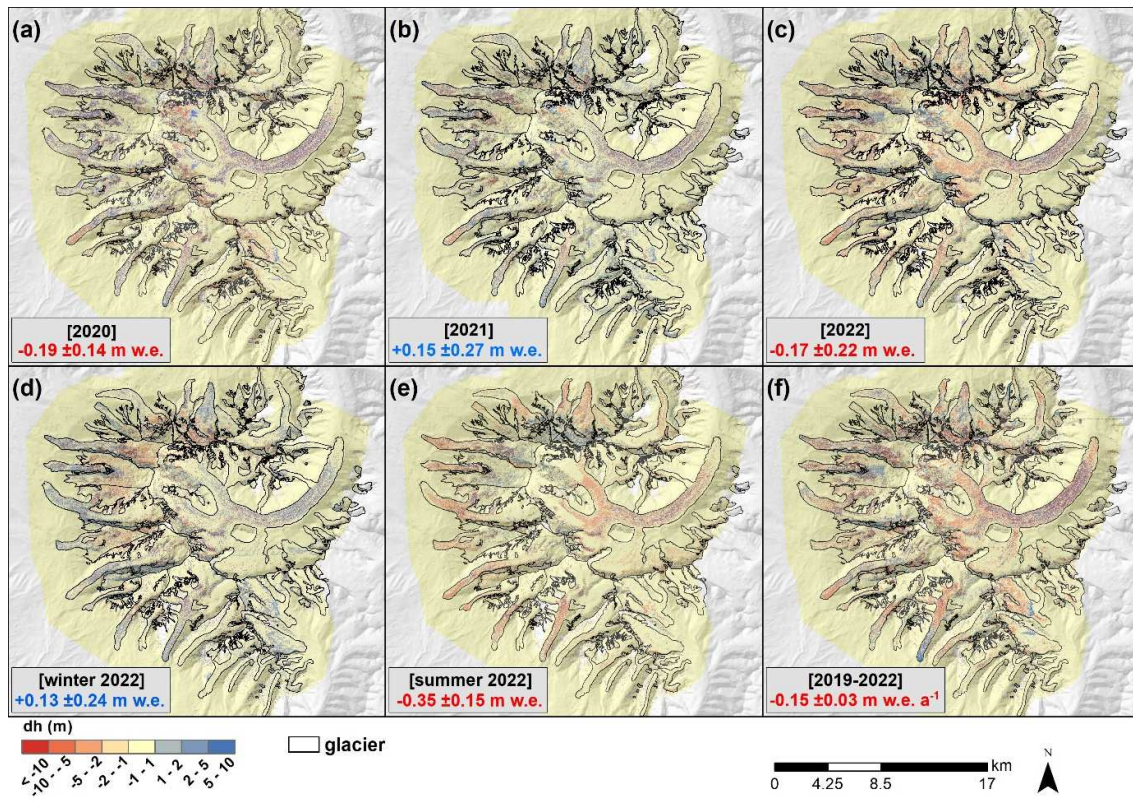 (a)
[2020]
-0.19 ±0.14 m w.e.
(b)
[2021]
+0.15 ±0.27 m w.e.
(c)
[2022]
-0.17 ±0.22 m w.e.
(d)
[winter 2022]
+0.13 ±0.24 m w.e.
(e)
[summer 2022]
-0.35 ±0.15 m w.e.
(f)
[2019-2022]
-0.15 ±0.03 m w.e. a⁻¹
dh (m)
< -10
-10 - -5
-5 - -2
-2 - -1
-1 - 1
1 - 2
2 - 5
5 - 10
glacier
km
0 4.25 8.5 17
N